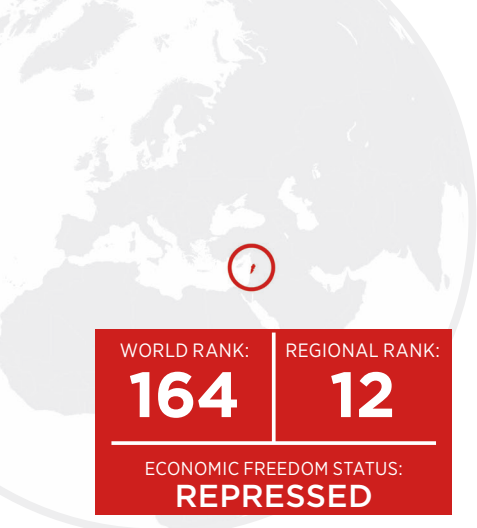 WORLD RANK:
164
REGIONAL RANK:
12
ECONOMIC FREEDOM STATUS:
REPRESSED